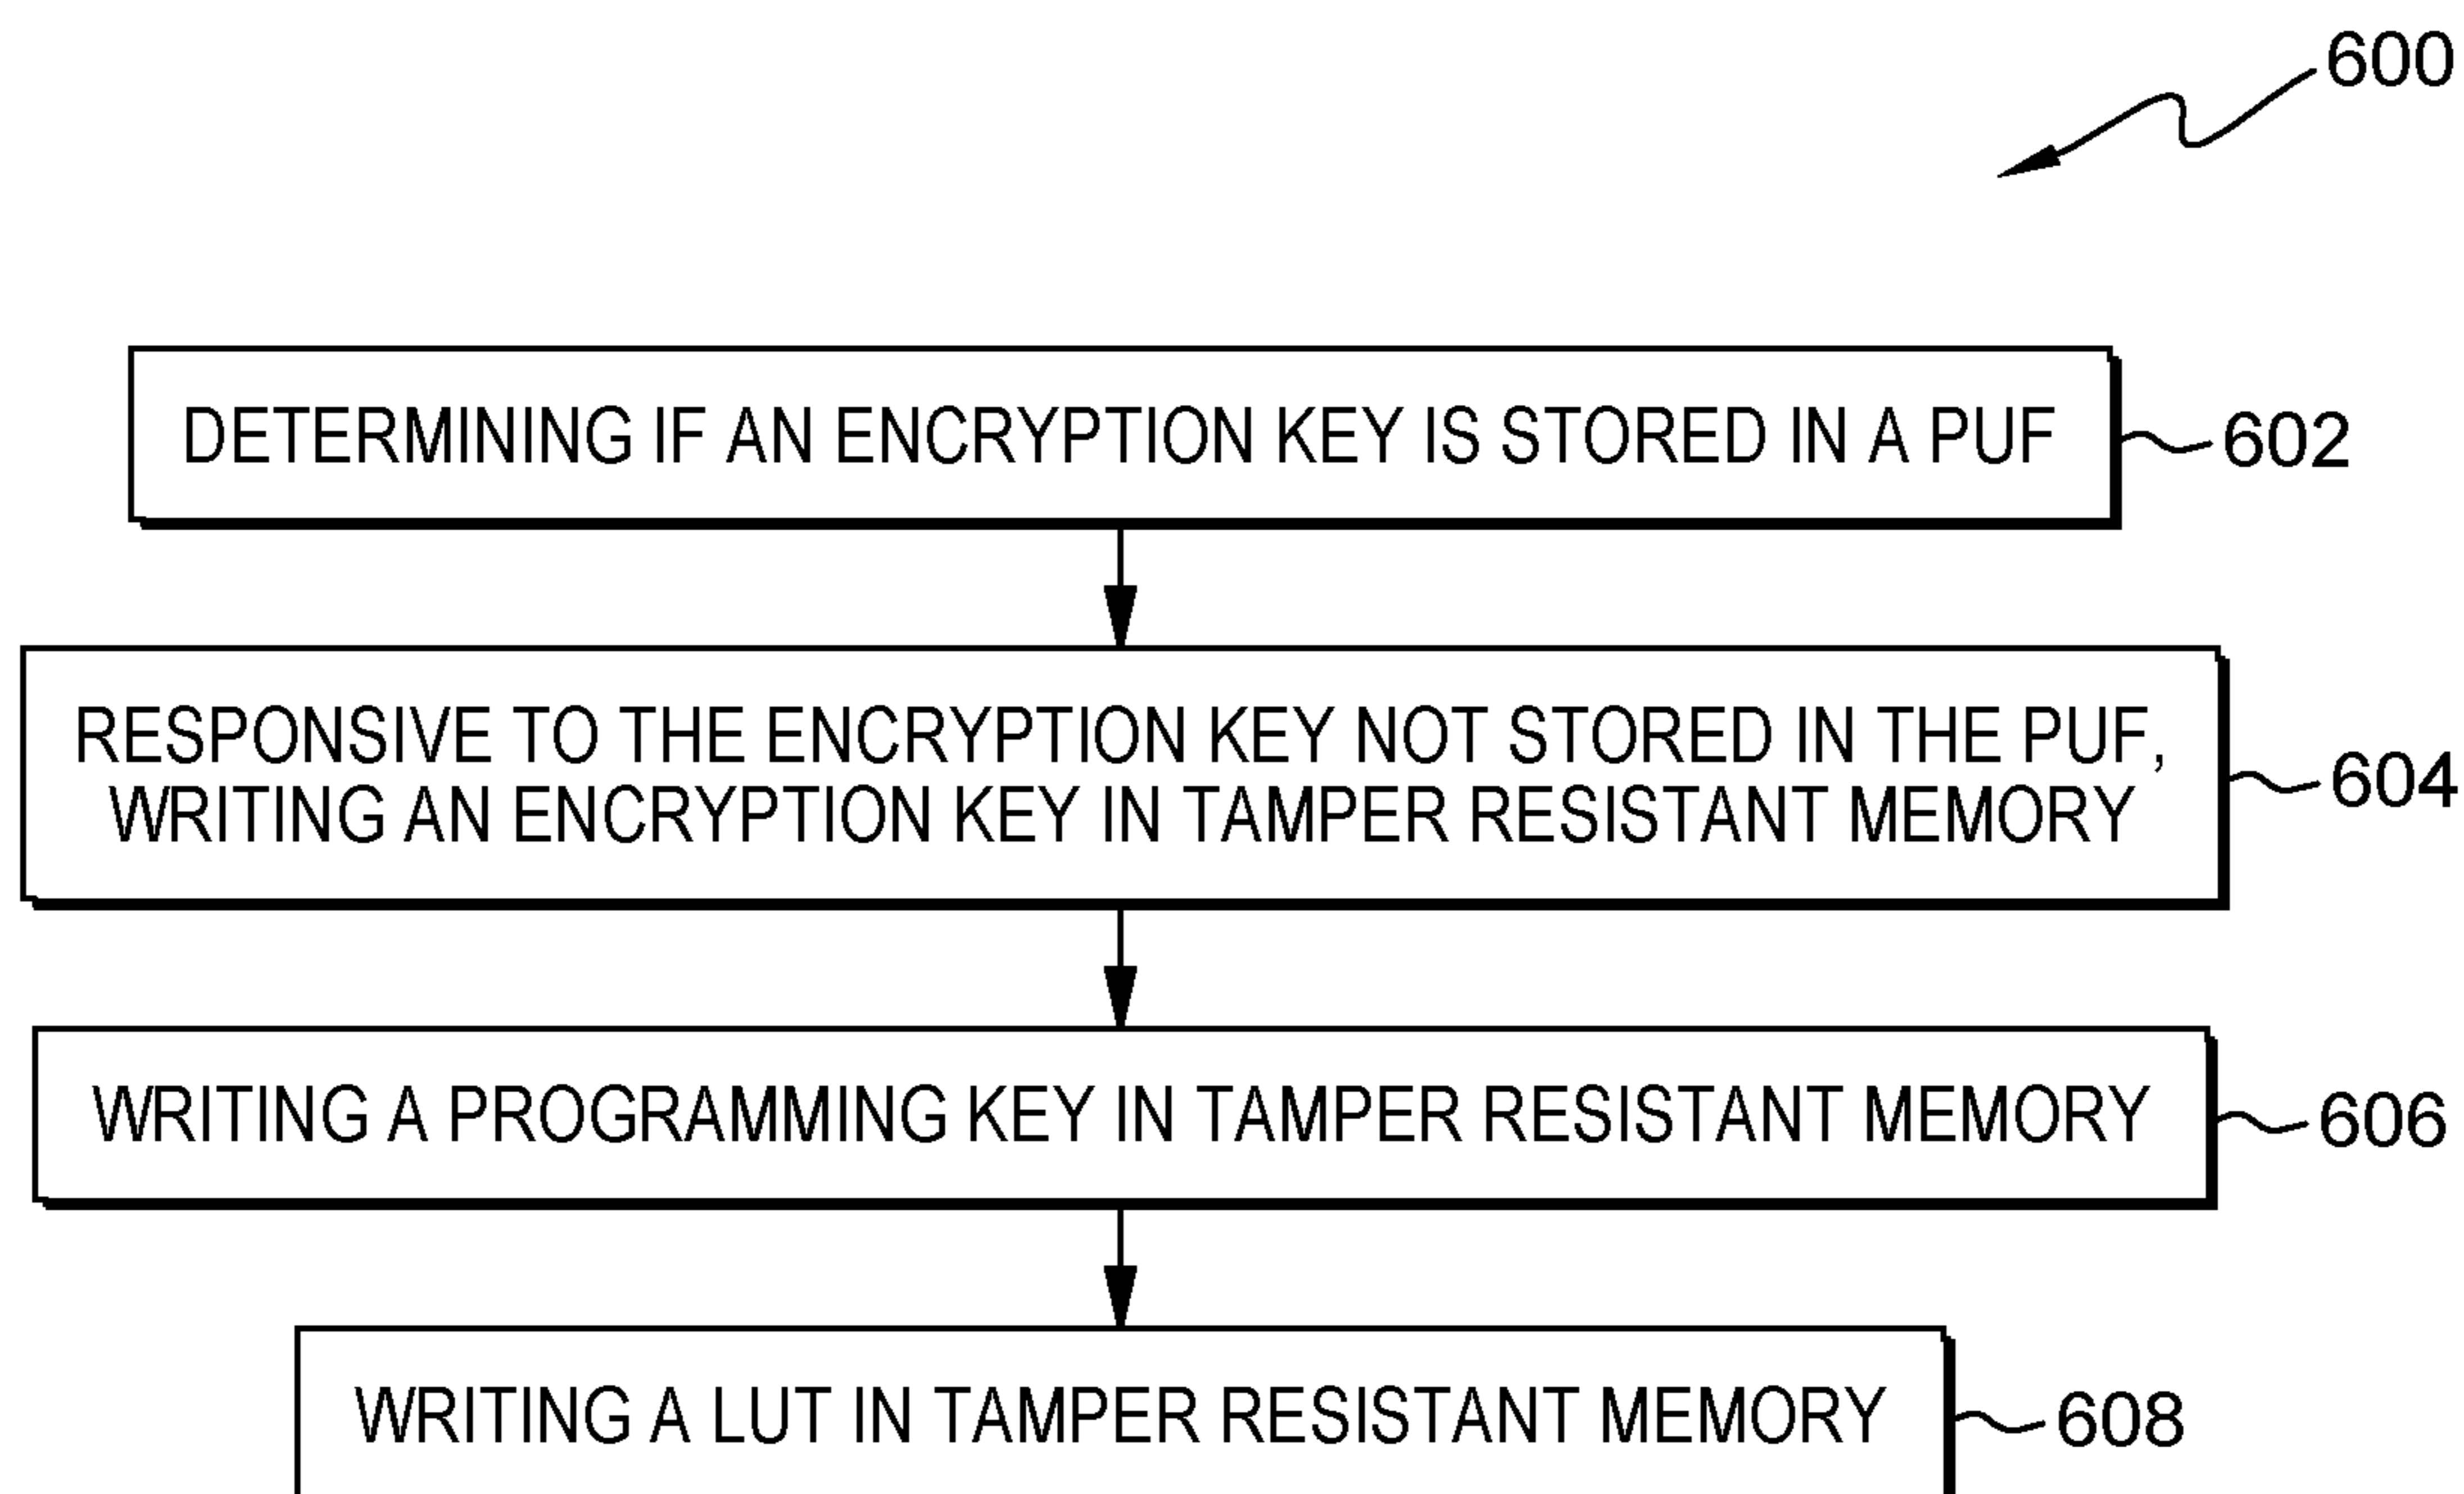 600
DETERMINING IF AN ENCRYPTION KEY IS STORED IN A PUF
602
RESPONSIVE TO THE ENCRYPTION KEY NOT STORED IN THE PUF,
WRITING AN ENCRYPTION KEY IN TAMPER RESISTANT MEMORY
604
WRITING A PROGRAMMING KEY IN TAMPER RESISTANT MEMORY
606
WRITING A LUT IN TAMPER RESISTANT MEMORY
608